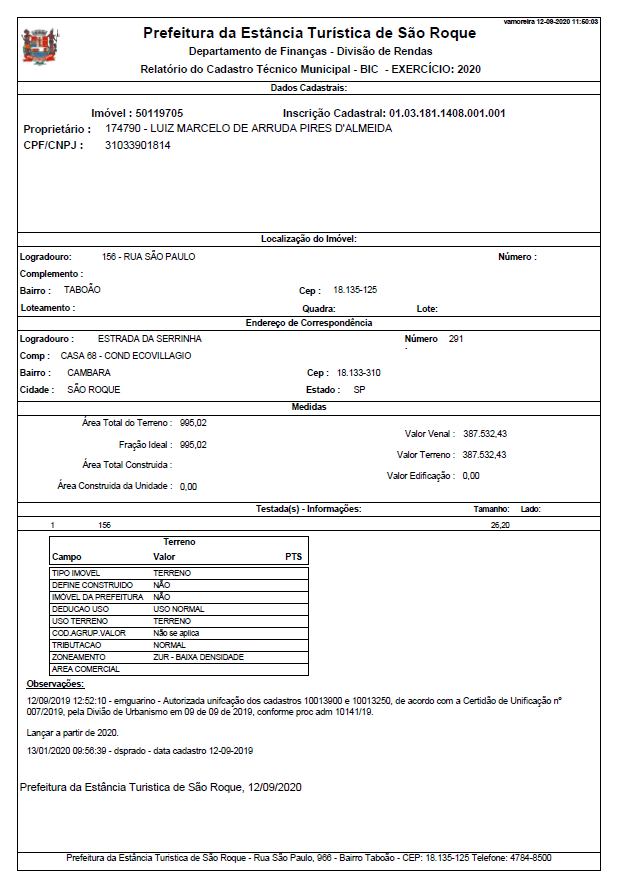 vamoreira 12-09-2020 11:50:03
Prefeitura da Estância Turística de São Roque
Departamento de Finanças - Divisão de Rendas
Relatório do Cadastro Técnico Municipal - BIC - EXERCÍCIO: 2020
Dados Cadastrais:
Imóvel : 50119705 Inscrição Cadastral: 01.03.181.1408.001.001
Proprietário : 174790 - LUIZ MARCELO DE ARRUDA PIRES D'ALMEIDA
CPF/CNPJ : 31033901814
Localização do Imóvel:
Logradouro: 156 - RUA SÃO PAULO Número :
Complemento :
Bairro : TABOÃO Cep : 18.135-125
Loteamento : Quadra: Lote:
Endereço de Correspondência
Logradouro : ESTRADA DA SERRINHA Número 291
:
Comp : CASA 68 - COND ECOVILLAGIO
Bairro : CAMBARA Cep : 18.133-310
Cidade : SÃO ROQUE Estado : SP
Medidas
Área Total do Terreno : 995,02
Valor Venal : 387.532,43
Fração Ideal : 995,02
Valor Terreno : 387.532,43
Área Total Construida :
Valor Edificação : 0,00
Área Construida da Unidade : 0,00
Testada(s) - Informações: Tamanho: Lado:
1 156 26,20
Terreno
Campo Valor PTS
TIPO IMOVEL TERRENO
DEFINE CONSTRUIDO NÃO
IMÓVEL DA PREFEITURA NÃO
DEDUCAO USO USO NORMAL
USO TERRENO TERRENO
COD.AGRUP.VALOR Não se aplica
TRIBUTACAO NORMAL
ZONEAMENTO ZUR - BAIXA DENSIDADE
AREA COMERCIAL
Observações:
12/09/2019 12:52:10 - emguarino - Autorizada unifcação dos cadastros 10013900 e 10013250, de acordo com a Certidão de Unificação nº
007/2019, pela Divião de Urbanismo em 09 de 09 de 2019, conforme proc adm 10141/19.
Lançar a partir de 2020.
13/01/2020 09:56:39 - dsprado - data cadastro 12-09-2019
Prefeitura da Estância Turistica de São Roque, 12/09/2020
Prefeitura da Estância Turistica de São Roque - Rua São Paulo, 966 - Bairro Taboão - CEP: 18.135-125 Telefone: 4784-8500